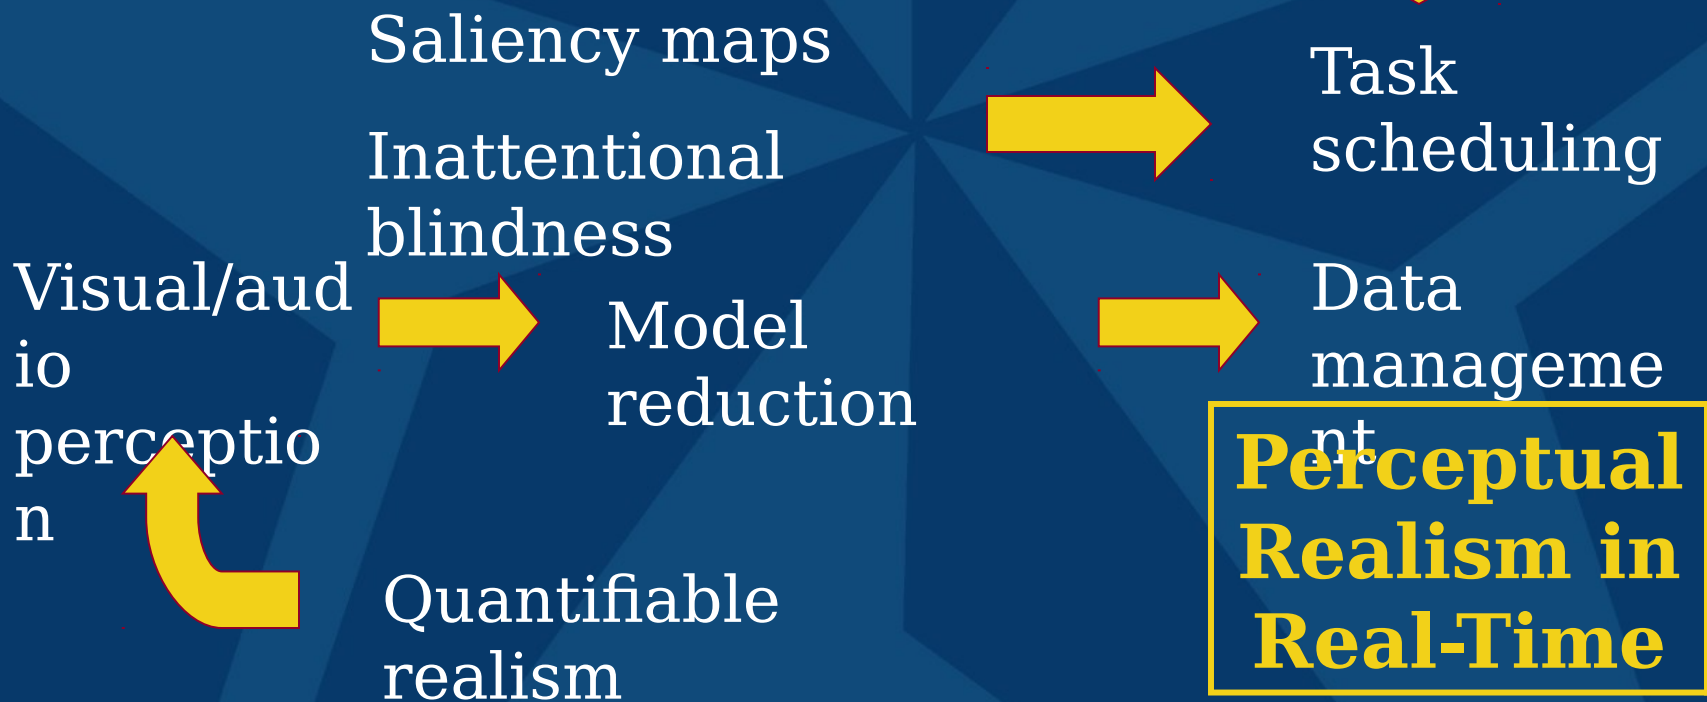 Saliency maps
Inattentional
blindness
Task
scheduling
Visual/aud
io
perceptio
n
Model
reduction
Data
manageme
nt
Quantifiable
realism
Perceptual
Realism in
Real-Time